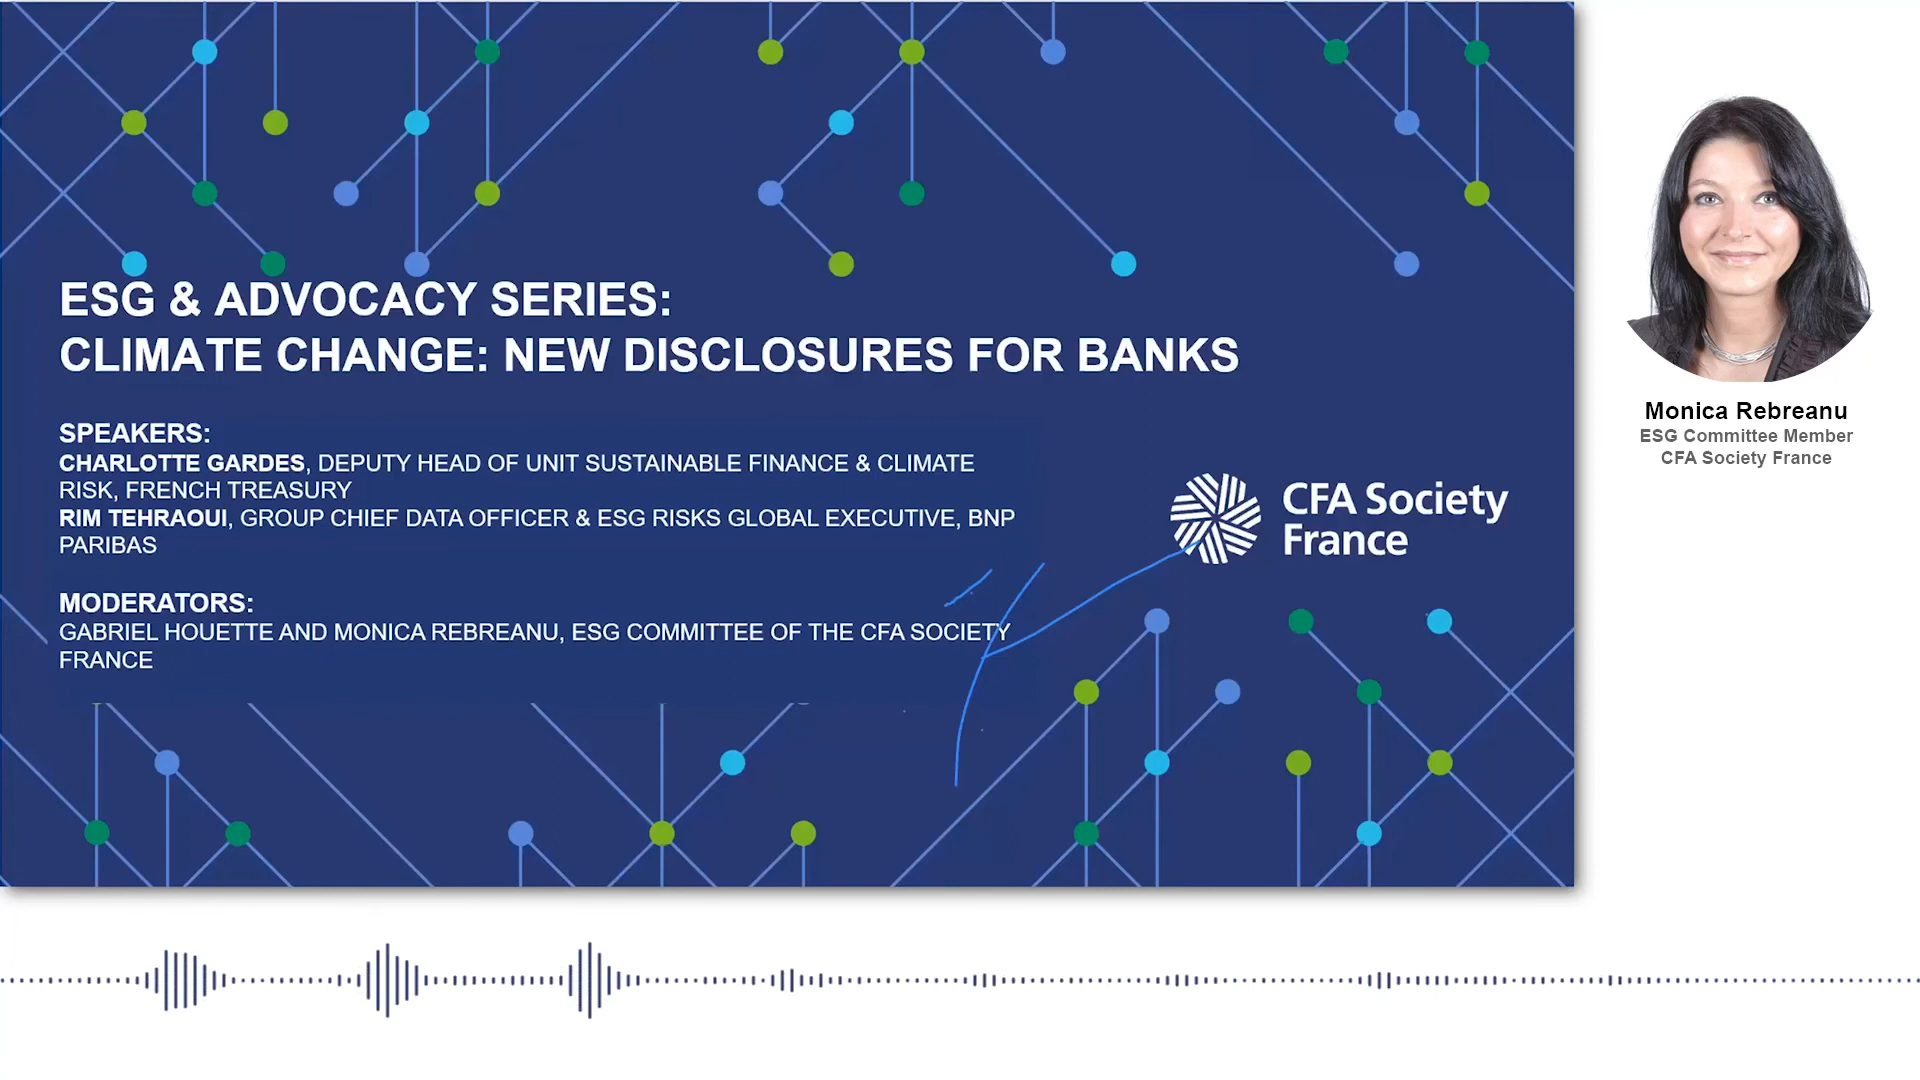 ESG & ADVOCACY SERIES:
CLIMATE CHANGE: NEW DISCLOSURES FOR BANKS
SPEAKERS:
CHARLOTTE GARDES, DEPUTY HEAD OF UNIT SUSTAINABLE FINANCE & CLIMATE
RISK, FRENCH TREASURY
RIM TEHRAOUI, GROUP CHIEF DATA OFFICER & ESG RISKS GLOBAL EXECUTIVE, BNP
PARIBAS
MODERATORS:
GABRIEL HOUETTE AND MONICA REBREANU, ESG COMMITTEE OF THE CFA SOCIETY
FRANCE
CFA Society
France
Monica Rebreanu
ESG Committee Member
CFA Society France